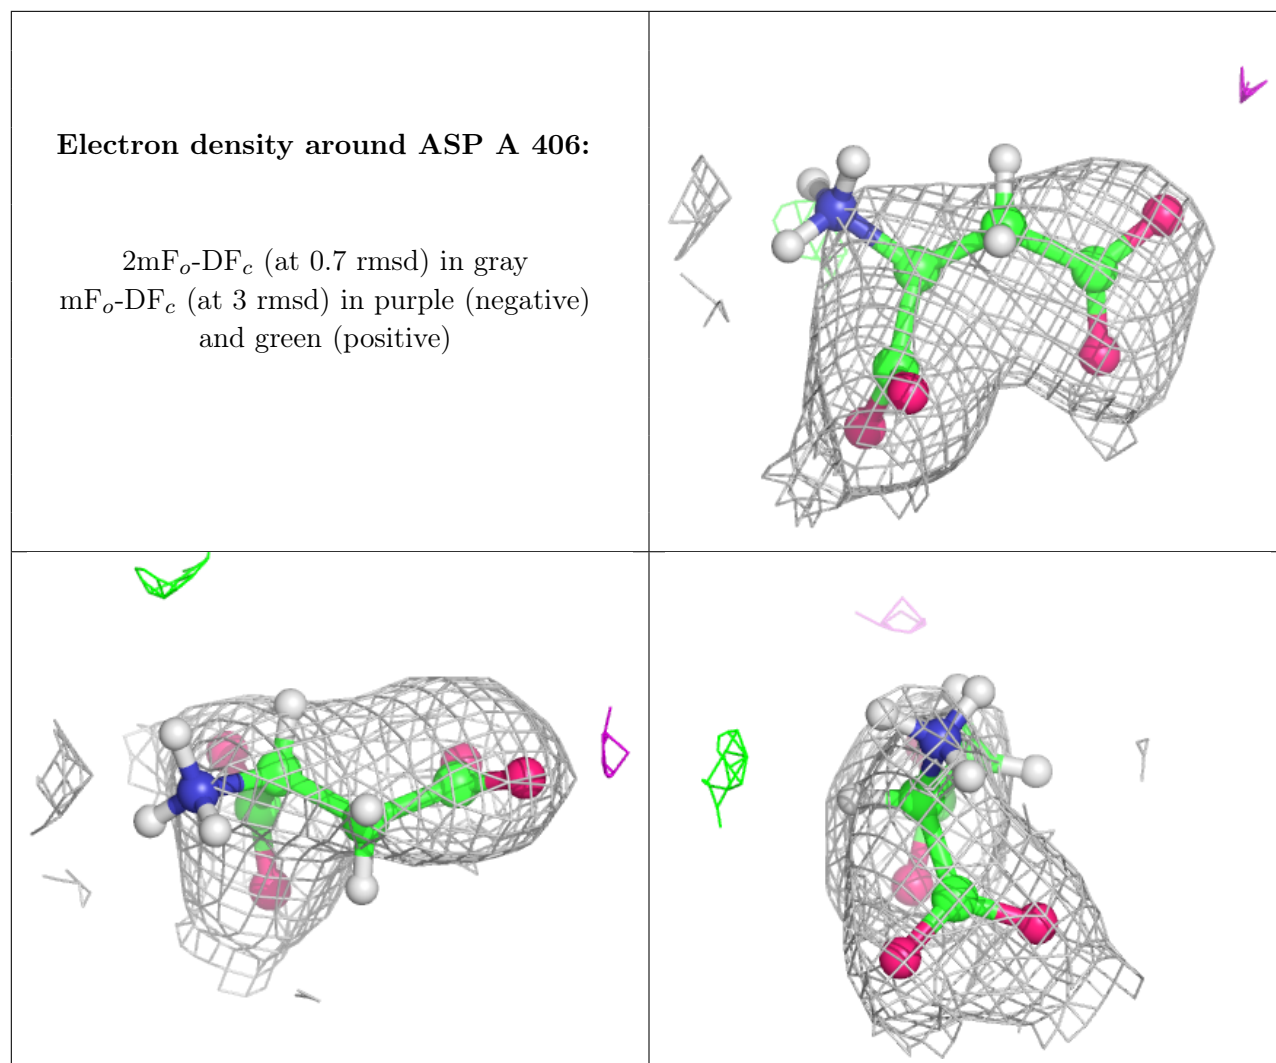 Electron density around ASP A 406:
2mFₒ-DF𝒸 (at 0.7 rmsd) in gray
mFₒ-DF𝒸 (at 3 rmsd) in purple (negative)
and green (positive)